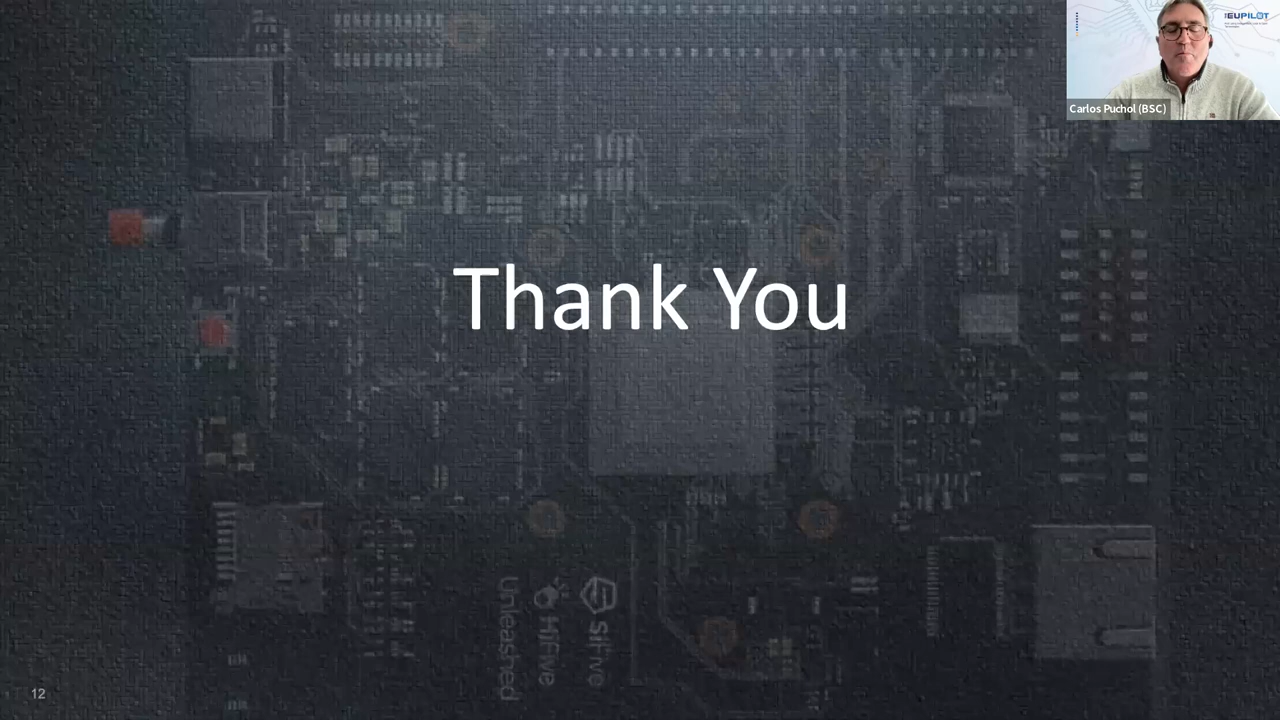 EUPILOT
Carlos Puchol (BSC)
Thank You
SiFive
HiFive
Unleashed
12